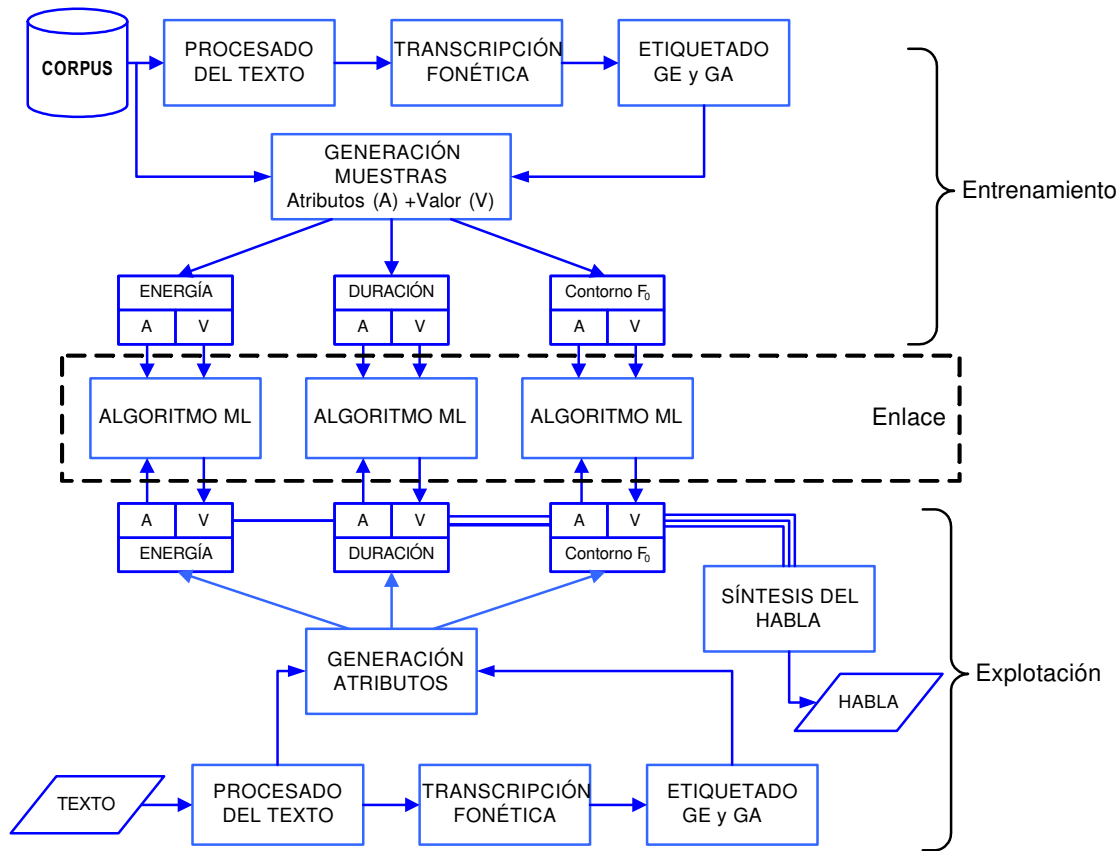 CORPUS
PROCESADO
DEL TEXTO
TRANSCRIPCIÓN
FONÉTICA
ETIQUETADO
GE y GA
GENERACIÓN
MUESTRAS
Atributos (A) +Valor (V)
Entrenamiento
ENERGÍA
A V
DURACIÓN
A V
Contorno F₀
A V
ALGORITMO ML
ALGORITMO ML
ALGORITMO ML
Enlace
A V
ENERGÍA
A V
DURACIÓN
A V
Contorno F₀
SÍNTESIS DEL
HABLA
GENERACIÓN
ATRIBUTOS
HABLA
Explotación
TEXTO
PROCESADO
DEL TEXTO
TRANSCRIPCIÓN
FONÉTICA
ETIQUETADO
GE y GA